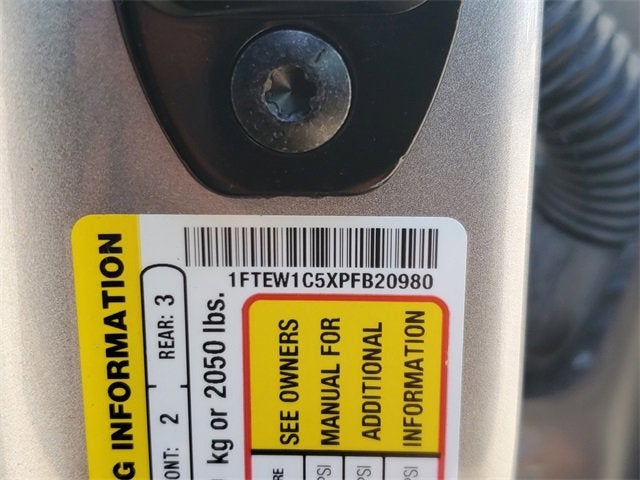 1FTEW1C5XPFB20980
G INFORMATION
ONT: 2 REAR: 3
kg or 2050 lbs.
SEE OWNERS
MANUAL FOR
ADDITIONAL
INFORMATION
RE
PSI
PSI
PSI